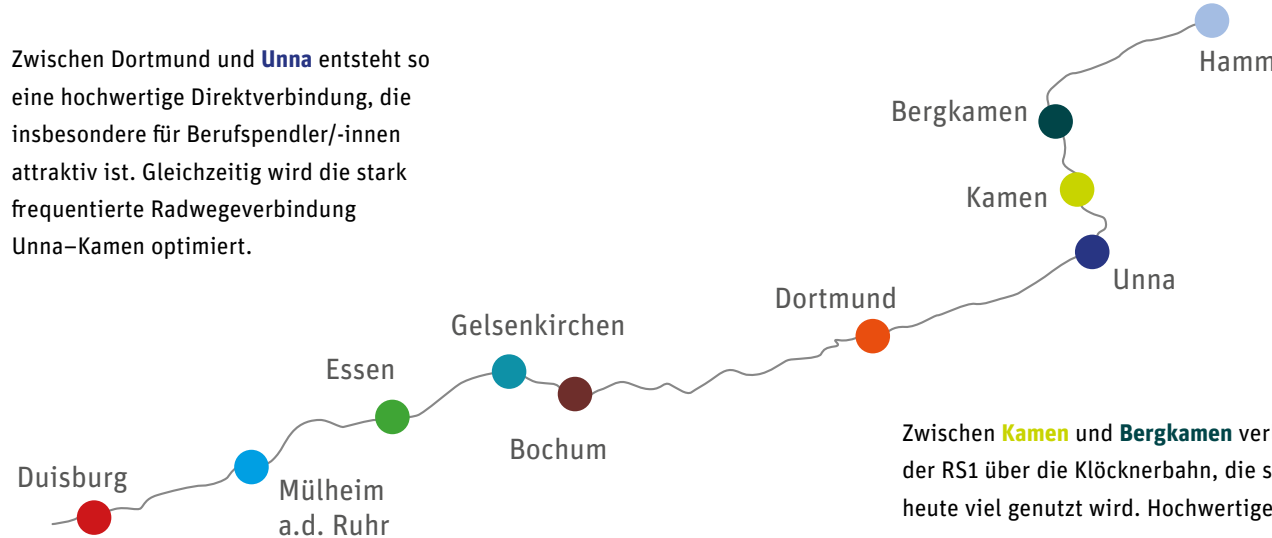 Zwischen Dortmund und Unna entsteht so
eine hochwertige Direktverbindung, die
insbesondere für Berufspendler/-innen
attraktiv ist. Gleichzeitig wird die stark
frequentierte Radwegeverbindung
Unna–Kamen optimiert.
Hamm
Bergkamen
Kamen
Unna
Dortmund
Gelsenkirchen
Essen
Bochum
Duisburg
Mülheim
a.d. Ruhr
Zwischen Kamen und Bergkamen ver
der RS1 über die Klöcknerbahn, die s
heute viel genutzt wird. Hochwertige